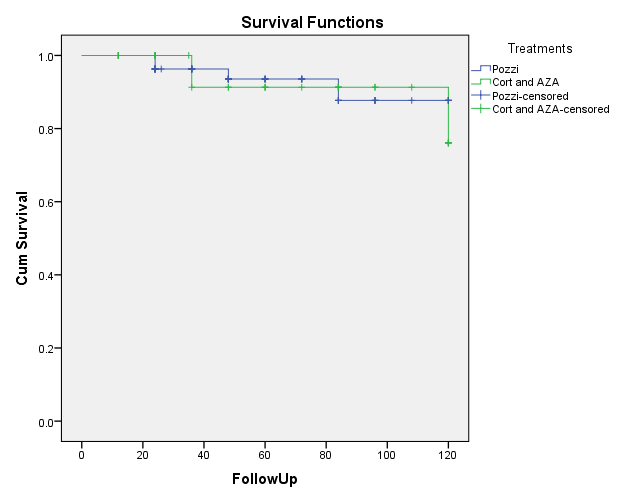 Survival Functions
Treatments
Pozzi
Cort and AZA
Pozzi-censored
Cort and AZA-censored
Cum Survival
1.0
0.8
0.6
0.4
0.2
0.0
0 20 40 60 80 100 120
FollowUp